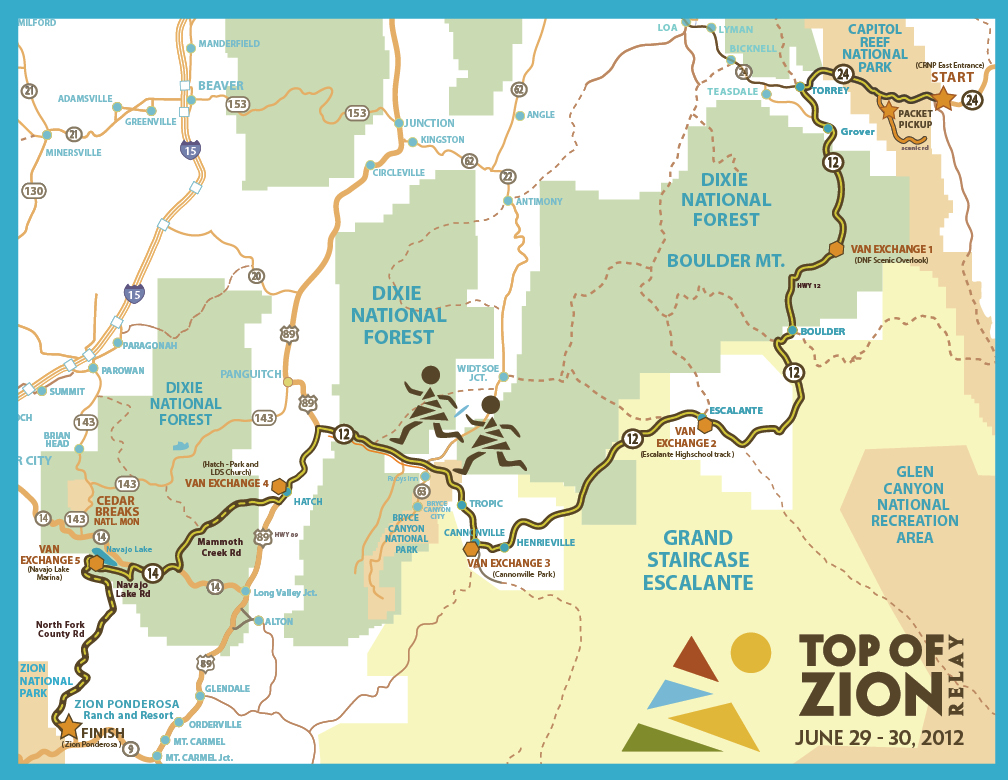 MILFORD
MANDERFIELD
LOA
LYMAN
BICKNELL
CAPITOL
REEF
NATIONAL
PARK
(CRNP East Entrance)
START
24
24
24
TORREY
TEASDALE
PACKET
PICKUP
scenic rd
Grover
12
21
ADAMSVILLE
BEAVER
153
153
GREENVILLE
21
MINERSVILLE
15
130
JUNCTION
KINGSTON
CIRCLEVILLE
62
ANGLE
62
22
ANTIMONY
DIXIE
NATIONAL
FOREST
BOULDER MT.
VAN EXCHANGE 1
(DNF Scenic Overlook)
HWY 12
BOULDER
12
20
15
89
DIXIE
NATIONAL
FOREST
PARAGONAH
PAROWAN
SUMMIT
PANGUITCH
89
WIDTSOE
JCT.
DIXIE
NATIONAL
FOREST
143
143
BRIAN
HEAD
R CITY
OCH
ESCALANTE
VAN
EXCHANGE 2
(Escalante Highschool track )
12
12
(Hatch - Park and
LDS Church)
VAN EXCHANGE 4
HATCH
143
143
14
14
CEDAR
BREAKS
NATL. MON
Rubys Inn
63
BRYCE
CANYON
CITY
BRYCE
CANYON
NATIONAL
PARK
TROPIC
CANNONVILLE
HENRIEVILLE
VAN EXCHANGE 3
(Cannonville Park)
GLEN
CANYON
NATIONAL
RECREATION
AREA
GRAND
STAIRCASE
ESCALANTE
89
HWY 89
Mammoth
Creek Rd
VAN
EXCHANGE 5
(Navajo Lake
Marina)
Navajo Lake
14
Navajo
Lake Rd
14
Long Valley Jct.
ALTON
North Fork
County Rd
89
GLENDALE
ZION
NATIONAL
PARK
ZION PONDEROSA
Ranch and Resort
ORDERVILLE
FINISH
(Zion Ponderosa )
9
MT. CARMEL
MT. CARMEL Jct.
TOP OF
ZION
RELAY
JUNE 29 - 30, 2012